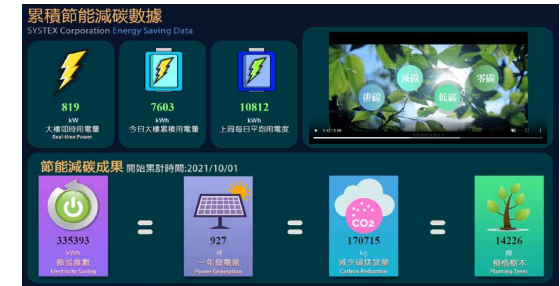 累積節能減碳數據
SYSTEX Corporation Energy Saving Data
819
kW
大樓即時用電量
Real-time Power
7603
kWh
今日大樓累積用電量
10812
kWh
上周每日平均用電度
排碳
減碳
低碳
零碳
節能減碳成果 開始累計時間:2021/10/01
335393
kWh
節省度數
Electricity Saving
=
927
坪
一年發電量
Power Generation
=
CO2
170715
kg
減少碳排放量
Carbon Reduction
=
14226
棵
種植樹木
Planting Trees